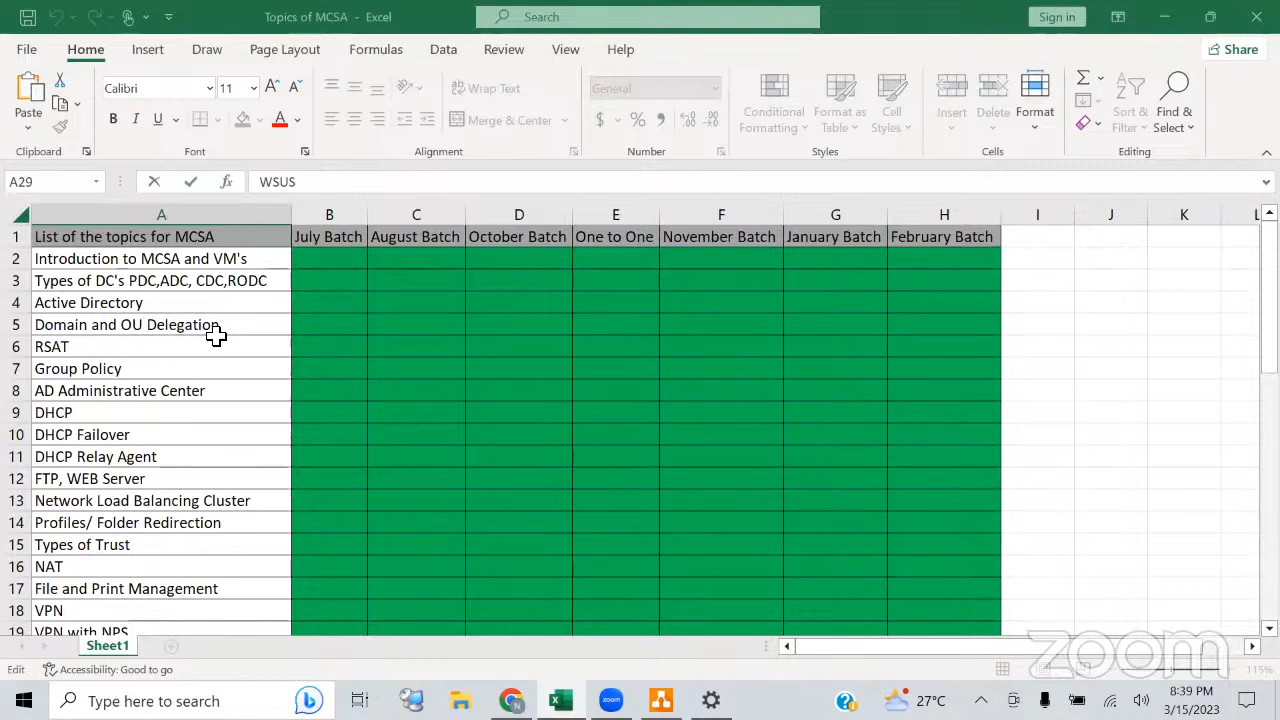 Topics of MCSA - Excel
Search
Sign in
File Home Insert Draw Page Layout Formulas Data Review View Help
Share
Paste
Clipboard
Calibri 11
B I U
Font
Wrap Text
Merge & Center
Alignment
General
$ % ,
Number
Conditional Formatting
Format as Table
Cell Styles
Styles
Insert
Delete
Format
Cells
Sort & Filter
Find & Select
Editing
A29 fx WSUS
A B C D E F G H I J K L
1 List of the topics for MCSA July Batch August Batch October Batch One to One November Batch January Batch February Batch
2 Introduction to MCSA and VM's
3 Types of DC's PDC,ADC, CDC,RODC
4 Active Directory
5 Domain and OU Delegation
6 RSAT
7 Group Policy
8 AD Administrative Center
9 DHCP
10 DHCP Failover
11 DHCP Relay Agent
12 FTP, WEB Server
13 Network Load Balancing Cluster
14 Profiles/ Folder Redirection
15 Types of Trust
16 NAT
17 File and Print Management
18 VPN
19 VPN with NPS
Sheet1
zoom
Edit Accessibility: Good to go 115%
Type here to search
zoom
27°C
8:39 PM
3/15/2023